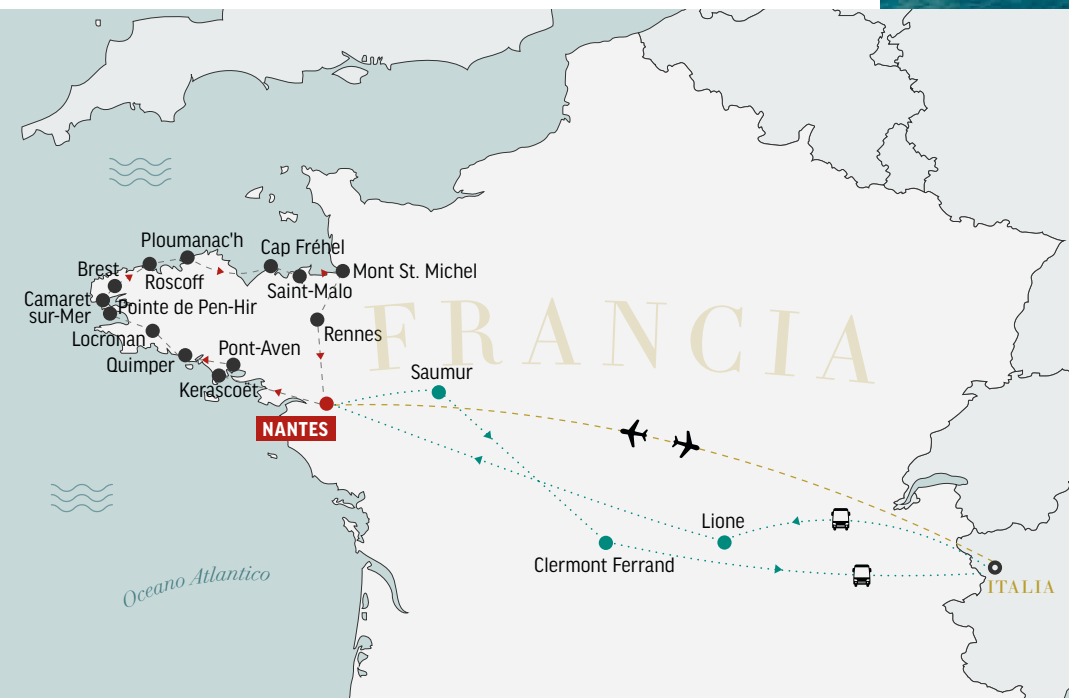 Ploumanac'h
Cap Fréhel
Brest
Roscoff
Mont St. Michel
Saint-Malo
Camaret
sur-Mer
Pointe de Pen-Hir
FRANCIA
Rennes
Locronan
Pont-Aven
Quimper
Saumur
Kerascoët
NANTES
Lione
Clermont Ferrand
Oceano Atlantico
ITALIA